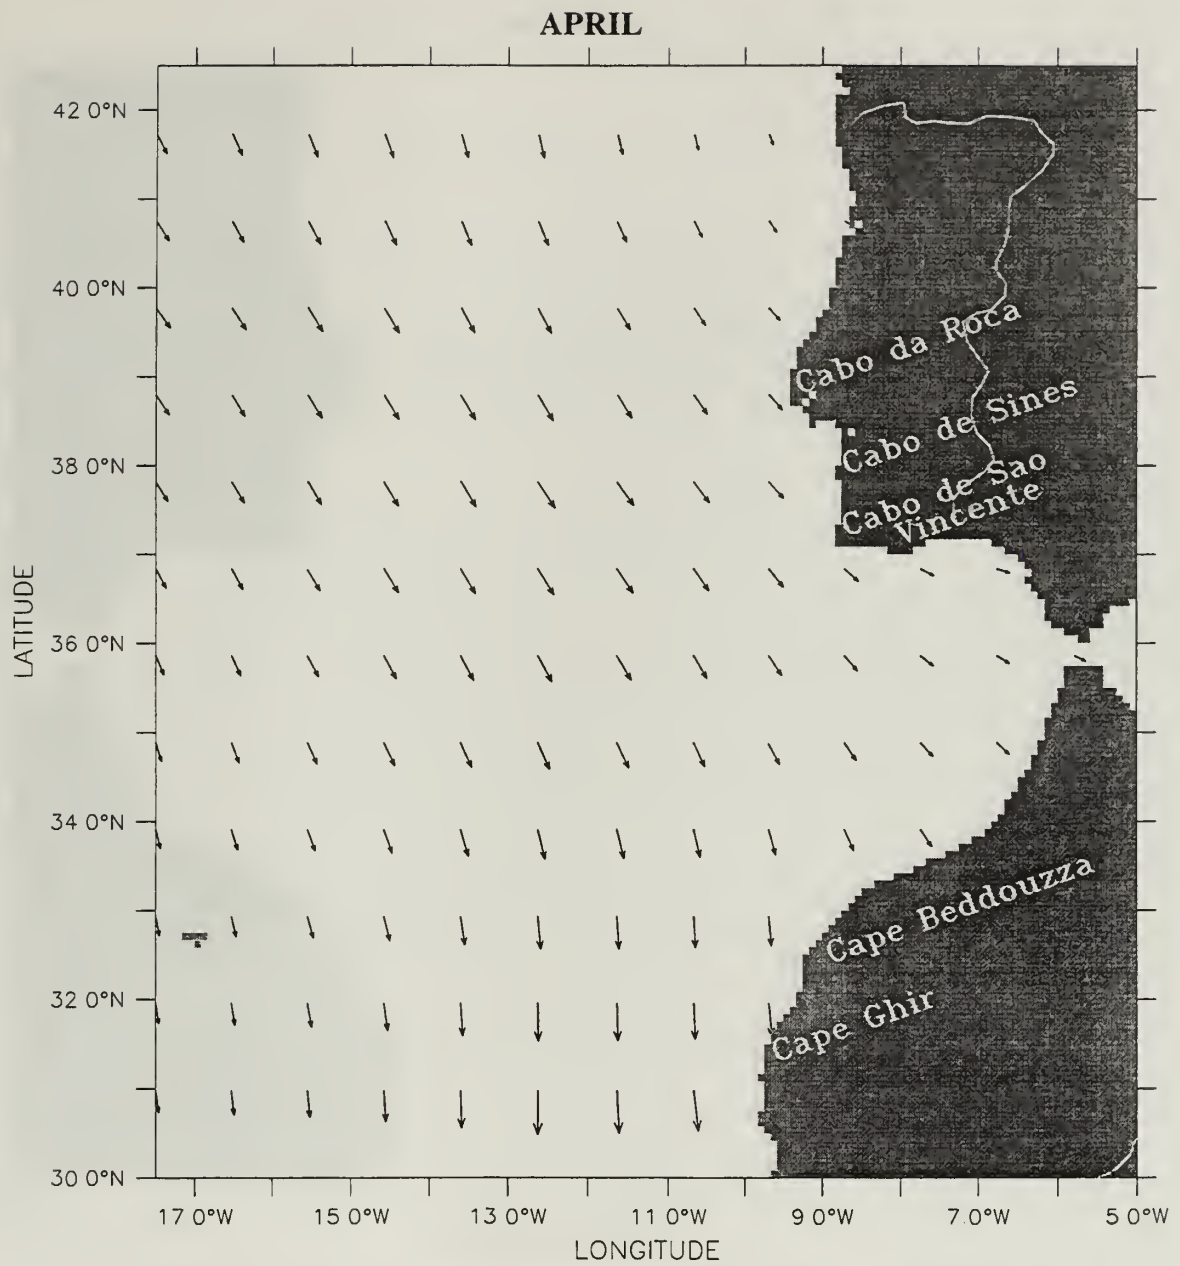 APRIL
42 0°N
40 0°N
38 0°N
36 0°N
34 0°N
32 0°N
30 0°N
LATITUDE
Cabo da Roca
Cabo de Sines
Cabo de Sao
Vincente
Cape Beddouzza
Cape Ghir
17 0°W 15 0°W 13 0°W 11 0°W 9 0°W 7.0°W 5 0°W
LONGITUDE